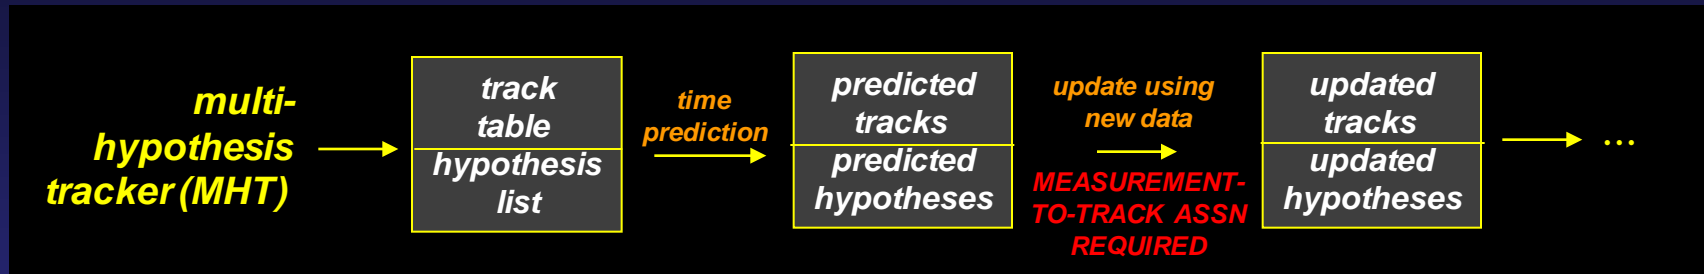 multi-
hypothesis
tracker (MHT)
track
table
hypothesis
list
time
prediction
predicted
tracks
predicted
hypotheses
update using
new data
MEASUREMENT-
TO-TRACK ASSN
REQUIRED
updated
tracks
updated
hypotheses
...